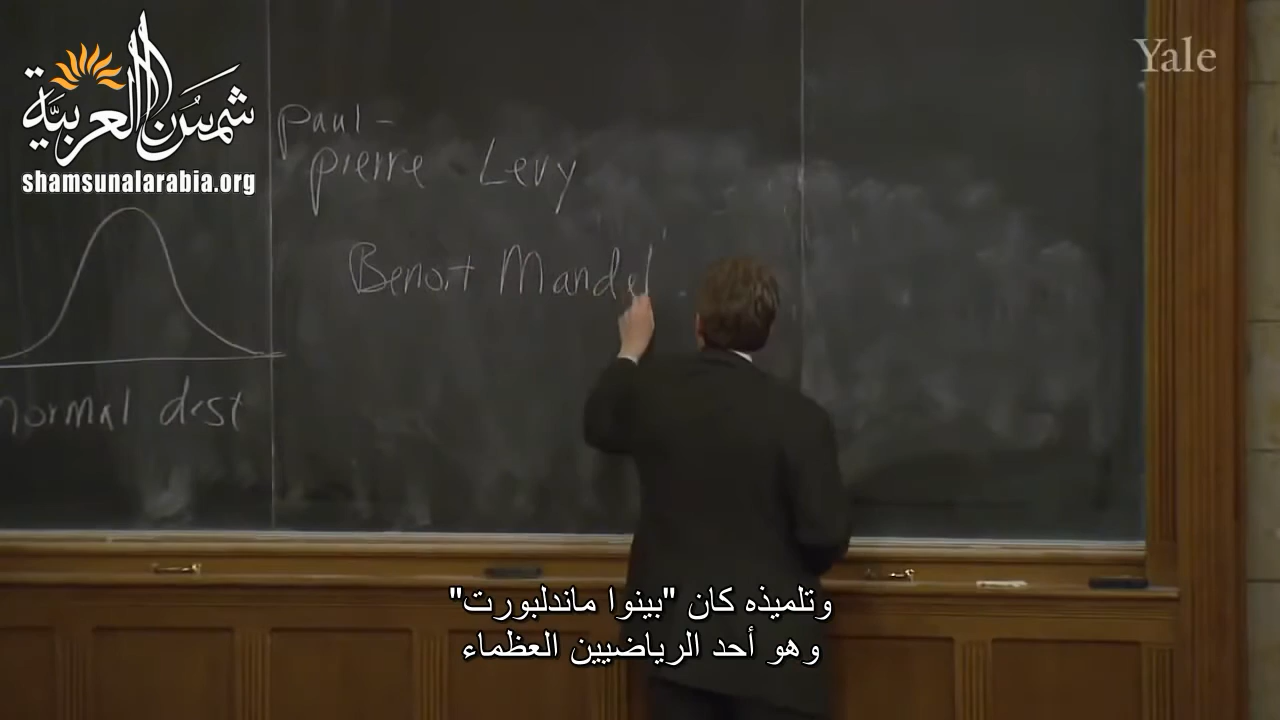 شمسُ العربيَّة
shamsunalarabia.org
Yale
paul-
pierre Levy
Benoit Mandel
normal dist
وتلميذه كان "بينوا ماندلبورت"
وهو أحد الرياضيين العظماء